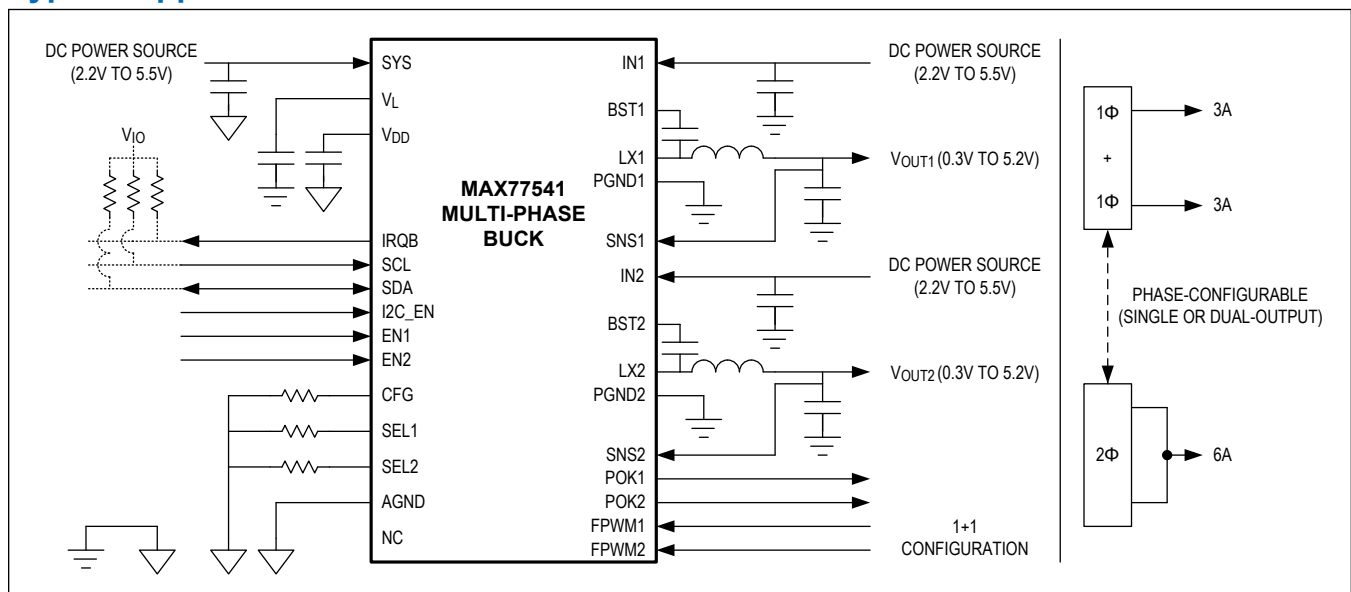 DC POWER SOURCE
(2.2V TO 5.5V)
VIO
SYS
VL
VDD
IRQB
SCL
SDA
I2C_EN
EN1
EN2
CFG
SEL1
SEL2
AGND
NC
MAX77541
MULTI-PHASE
BUCK
IN1
BST1
LX1
PGND1
SNS1
IN2
BST2
LX2
PGND2
SNS2
POK1
POK2
FPWM1
FPWM2
DC POWER SOURCE
(2.2V TO 5.5V)
VOUT1 (0.3V TO 5.2V)
DC POWER SOURCE
(2.2V TO 5.5V)
VOUT2 (0.3V TO 5.2V)
1+1
CONFIGURATION
1Φ
+
1Φ
3A
3A
PHASE-CONFIGURABLE
(SINGLE OR DUAL-OUTPUT)
2Φ
6A